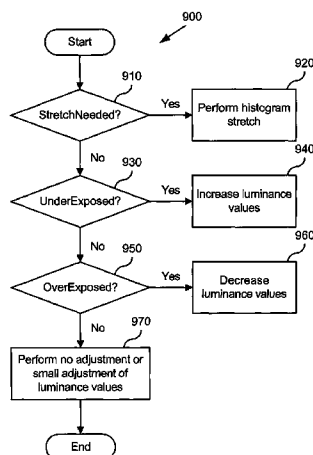 900
Start
910
StretchNeeded?
Yes
920
Perform histogram
stretch
No
930
UnderExposed?
Yes
940
Increase luminance
values
No
950
OverExposed?
Yes
960
Decrease
luminance values
No
970
Perform no adjustment or
small adjustment of
luminance values
End